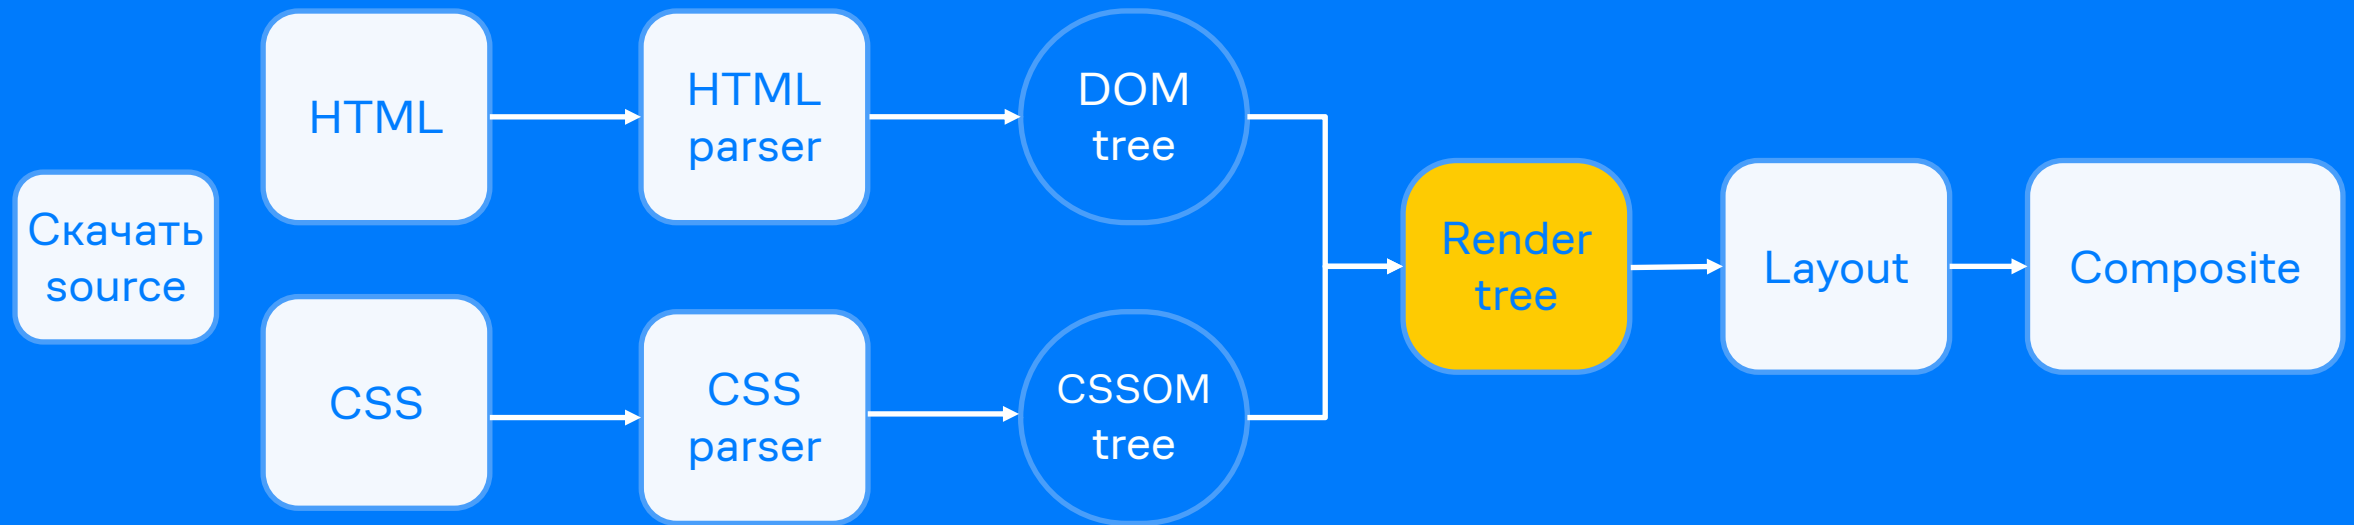 Скачать
source
HTML
HTML
parser
DOM
tree
CSS
CSS
parser
CSSOM
tree
Render
tree
Layout
Composite